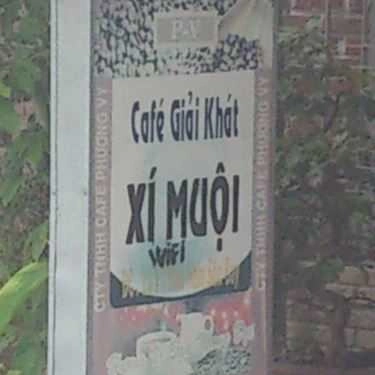 P-V
Café Giải Khát
XÍ MUỘI
WiFi
CTY TNHH CAFE PHƯƠNG VY
CTY TNHH CAFE PHƯƠNG VY